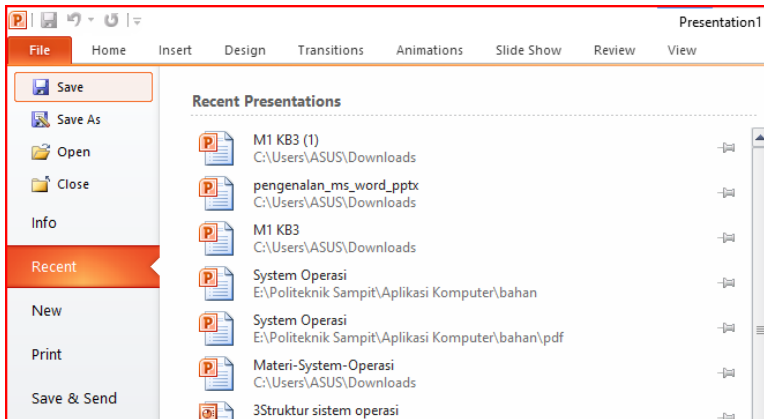 Presentation1
File Home Insert Design Transitions Animations Slide Show Review View
Save
Save As
Open
Close
Info
Recent
New
Print
Save & Send
Recent Presentations
M1 KB3 (1)
C:\Users\ASUS\Downloads
pengenalan_ms_word_pptx
C:\Users\ASUS\Downloads
M1 KB3
C:\Users\ASUS\Downloads
System Operasi
E:\Politeknik Sampit\Aplikasi Komputer\bahan
System Operasi
E:\Politeknik Sampit\Aplikasi Komputer\bahan\pdf
Materi-System-Operasi
C:\Users\ASUS\Downloads
3Struktur sistem operasi